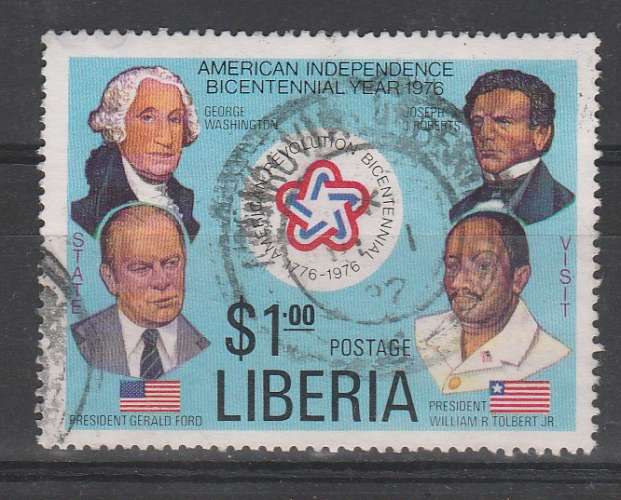 AMERICAN INDEPENDENCE
BICENTENNIAL YEAR 1976
GEORGE
WASHINGTON
JOSEPH
J. ROBERTS
AMERICAN REVOLUTION BICENTENNIAL
1776-1976
STATE
VISIT
$1.00
POSTAGE
LIBERIA
PRESIDENT GERALD FORD
PRESIDENT
WILLIAM R TOLBERT JR.